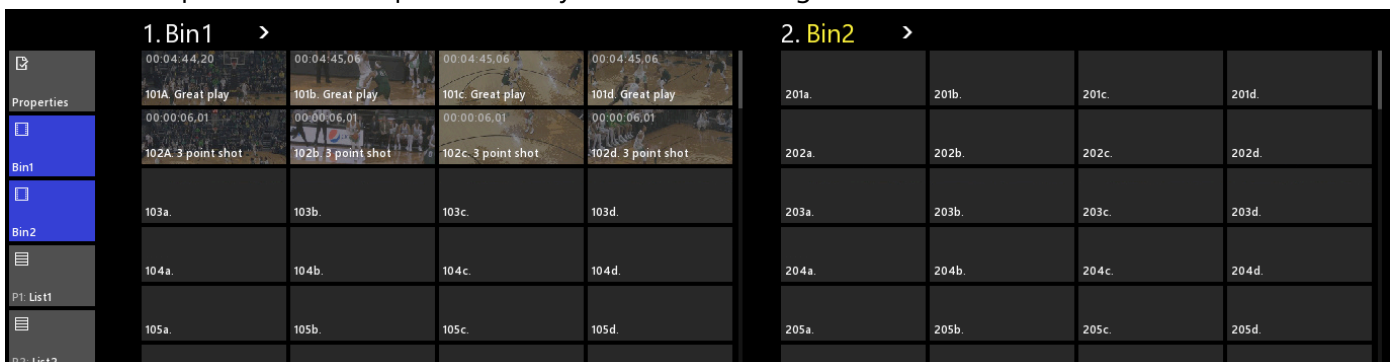 1. Bin1 >
2. Bin2 >
Properties
Bin1
Bin2
P1: List1
00:04:44,20 00:04:45,06 00:04:45,06 00:04:45,06
101A. Great play 101b. Great play 101c. Great play 101d. Great play
00:00:06,01 00:00:06,01 00:00:06,01 00:00:06,01
102A. 3 point shot 102b. 3 point shot 102c. 3 point shot 102d. 3 point shot
103a. 103b. 103c. 103d.
104a. 104b. 104c. 104d.
105a. 105b. 105c. 105d.
201a. 201b. 201c. 201d.
202a. 202b. 202c. 202d.
203a. 203b. 203c. 203d.
204a. 204b. 204c. 204d.
205a. 205b. 205c. 205d.